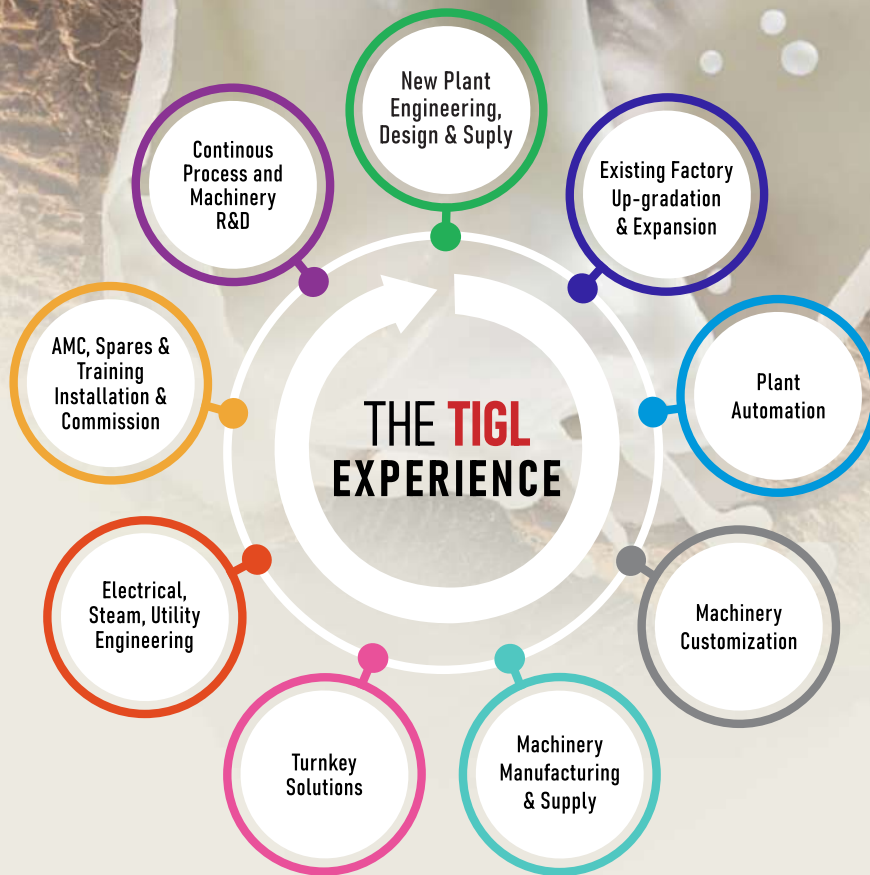 THE TIGL
EXPERIENCE
New Plant
Engineering,
Design & Suply
Existing Factory
Up-gradation
& Expansion
Plant
Automation
Machinery
Customization
Machinery
Manufacturing
& Supply
Turnkey
Solutions
Electrical,
Steam, Utility
Engineering
AMC, Spares &
Training
Installation &
Commission
Continous
Process and
Machinery
R&D